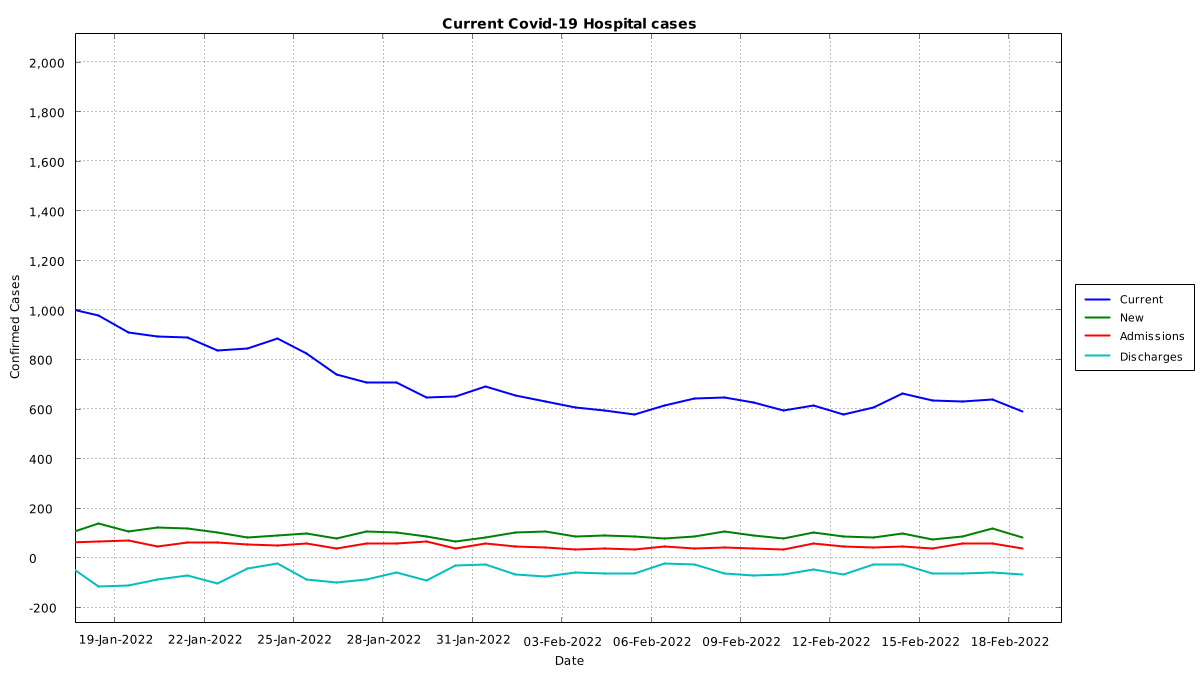 Current Covid-19 Hospital cases
2,000
1,800
1,600
1,400
1,200
1,000
800
600
400
200
0
-200
Confirmed Cases
19-Jan-2022 22-Jan-2022 25-Jan-2022 28-Jan-2022 31-Jan-2022 03-Feb-2022 06-Feb-2022 09-Feb-2022 12-Feb-2022 15-Feb-2022 18-Feb-2022
Date
Current
New
Admissions
Discharges